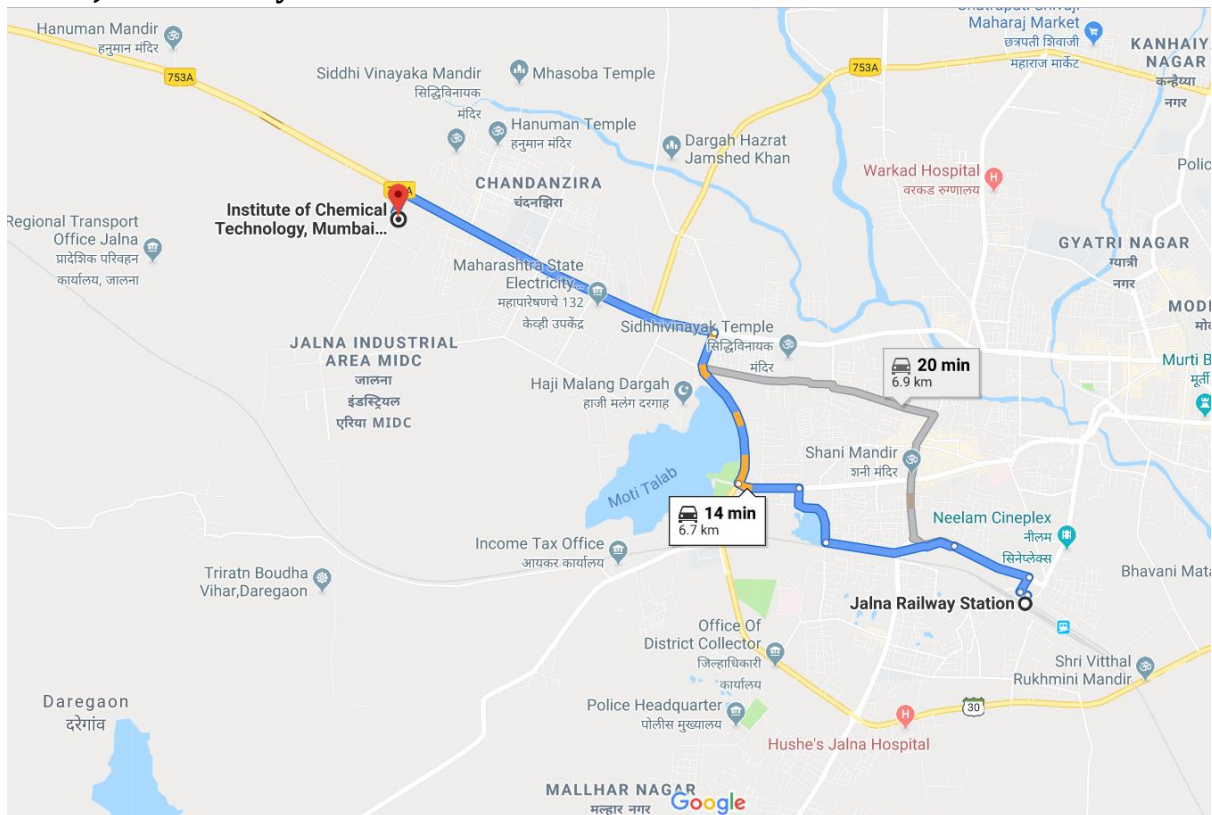 Hanuman Mandir
हनुमान मंदिर
753A
Siddhi Vinayaka Mandir
सिद्धिविनायक
मंदिर
Mhasoba Temple
Hanuman Temple
हनुमान मंदिर
753A
Maharaj Market
छत्रपती शिवाजी
महाराज मार्केट
KANHAIY
NAGAR
कन्हैय्या
नगर
Dargah Hazrat
Jamshed Khan
Warkad Hospital
वरकड रुग्णालय
Polic
CHANDANZIRA
चंदनझिरा
Institute of Chemical
Technology, Mumbai...
Regional Transport
Office Jalna
प्रादेशिक परिवहन
कार्यालय, जालना
GYATRI NAGAR
ग्यात्री
नगर
Maharashtra State
Electricity...
महापारेषणचे 132
केव्ही उपकेंद्र
MODI
Sidhhivinayak Temple
सिद्धिविनायक
मंदिर
JALNA INDUSTRIAL
AREA MIDC
जालना
इंडस्ट्रियल
एरिया MIDC
20 min
6.9 km
Murti B
Haji Malang Dargah
हाजी मलंग दरगाह
Shani Mandir
शनी मंदिर
Moti Talab
14 min
6.7 km
Neelam Cineplex
नीलम
सिनेप्लेक्स
Income Tax Office
आयकर कार्यालय
Triratn Boudha
Vihar,Daregaon
Bhavani Mata
Jalna Railway Station
Office Of
District Collector
जिल्हाधिकारी
कार्यालय
Shri Vitthal
Rukhmini Mandir
Daregaon
दरेगांव
Police Headquarter
पोलीस मुख्यालय
30
Hushe's Jalna Hospital
MALLHAR NAGAR
मल्हार नगर
Google